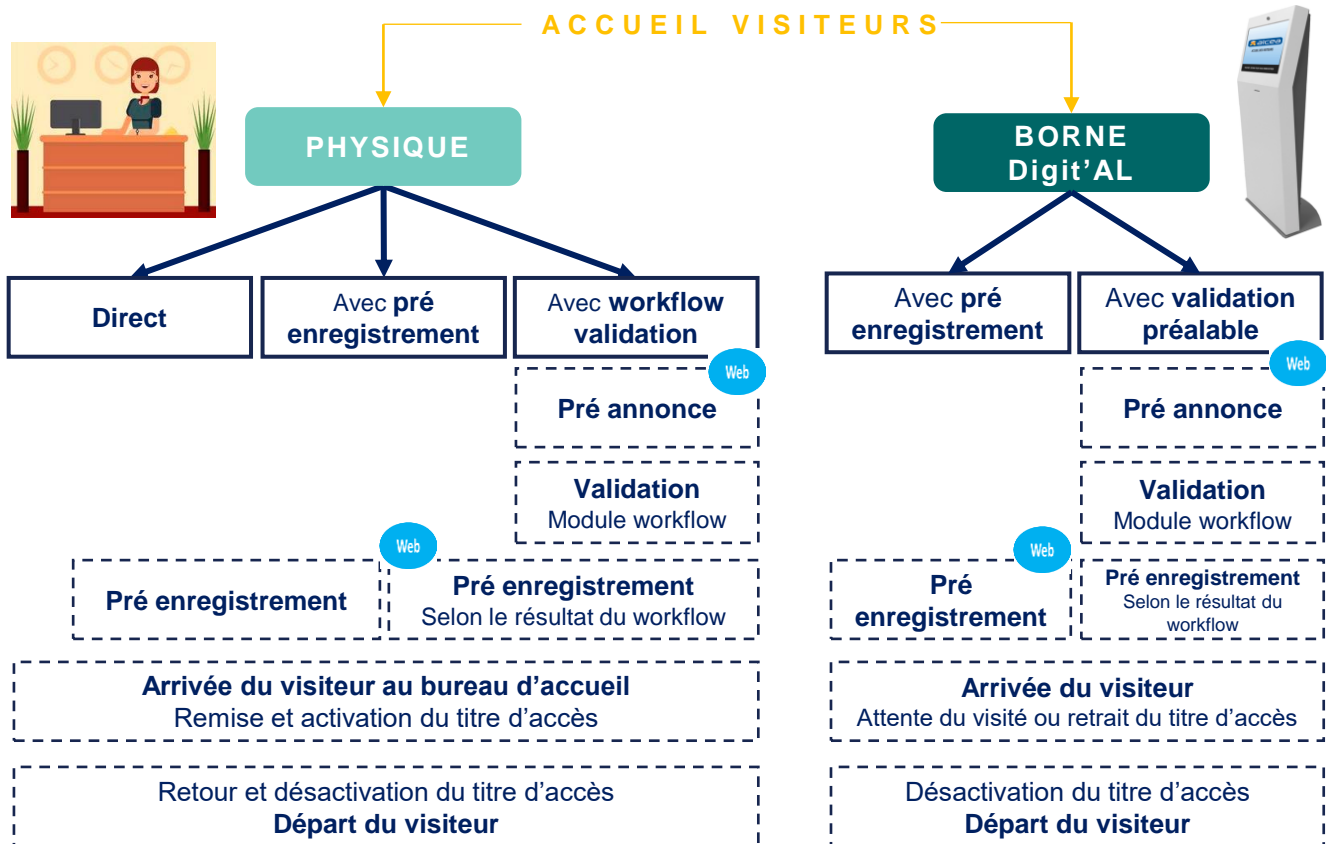 ACCUEIL VISITEURS
alcea
PHYSIQUE
BORNE
Digit’AL
Direct
Avec pré
enregistrement
Avec workflow
validation
Web
Avec pré
enregistrement
Avec validation
préalable
Web
Pré annonce
Pré annonce
Validation
Module workflow
Validation
Module workflow
Web
Web
Pré enregistrement
Pré enregistrement
Selon le résultat du workflow
Pré
enregistrement
Pré enregistrement
Selon le résultat du
workflow
Arrivée du visiteur au bureau d’accueil
Remise et activation du titre d’accès
Arrivée du visiteur
Attente du visité ou retrait du titre d’accès
Retour et désactivation du titre d’accès
Départ du visiteur
Désactivation du titre d’accès
Départ du visiteur